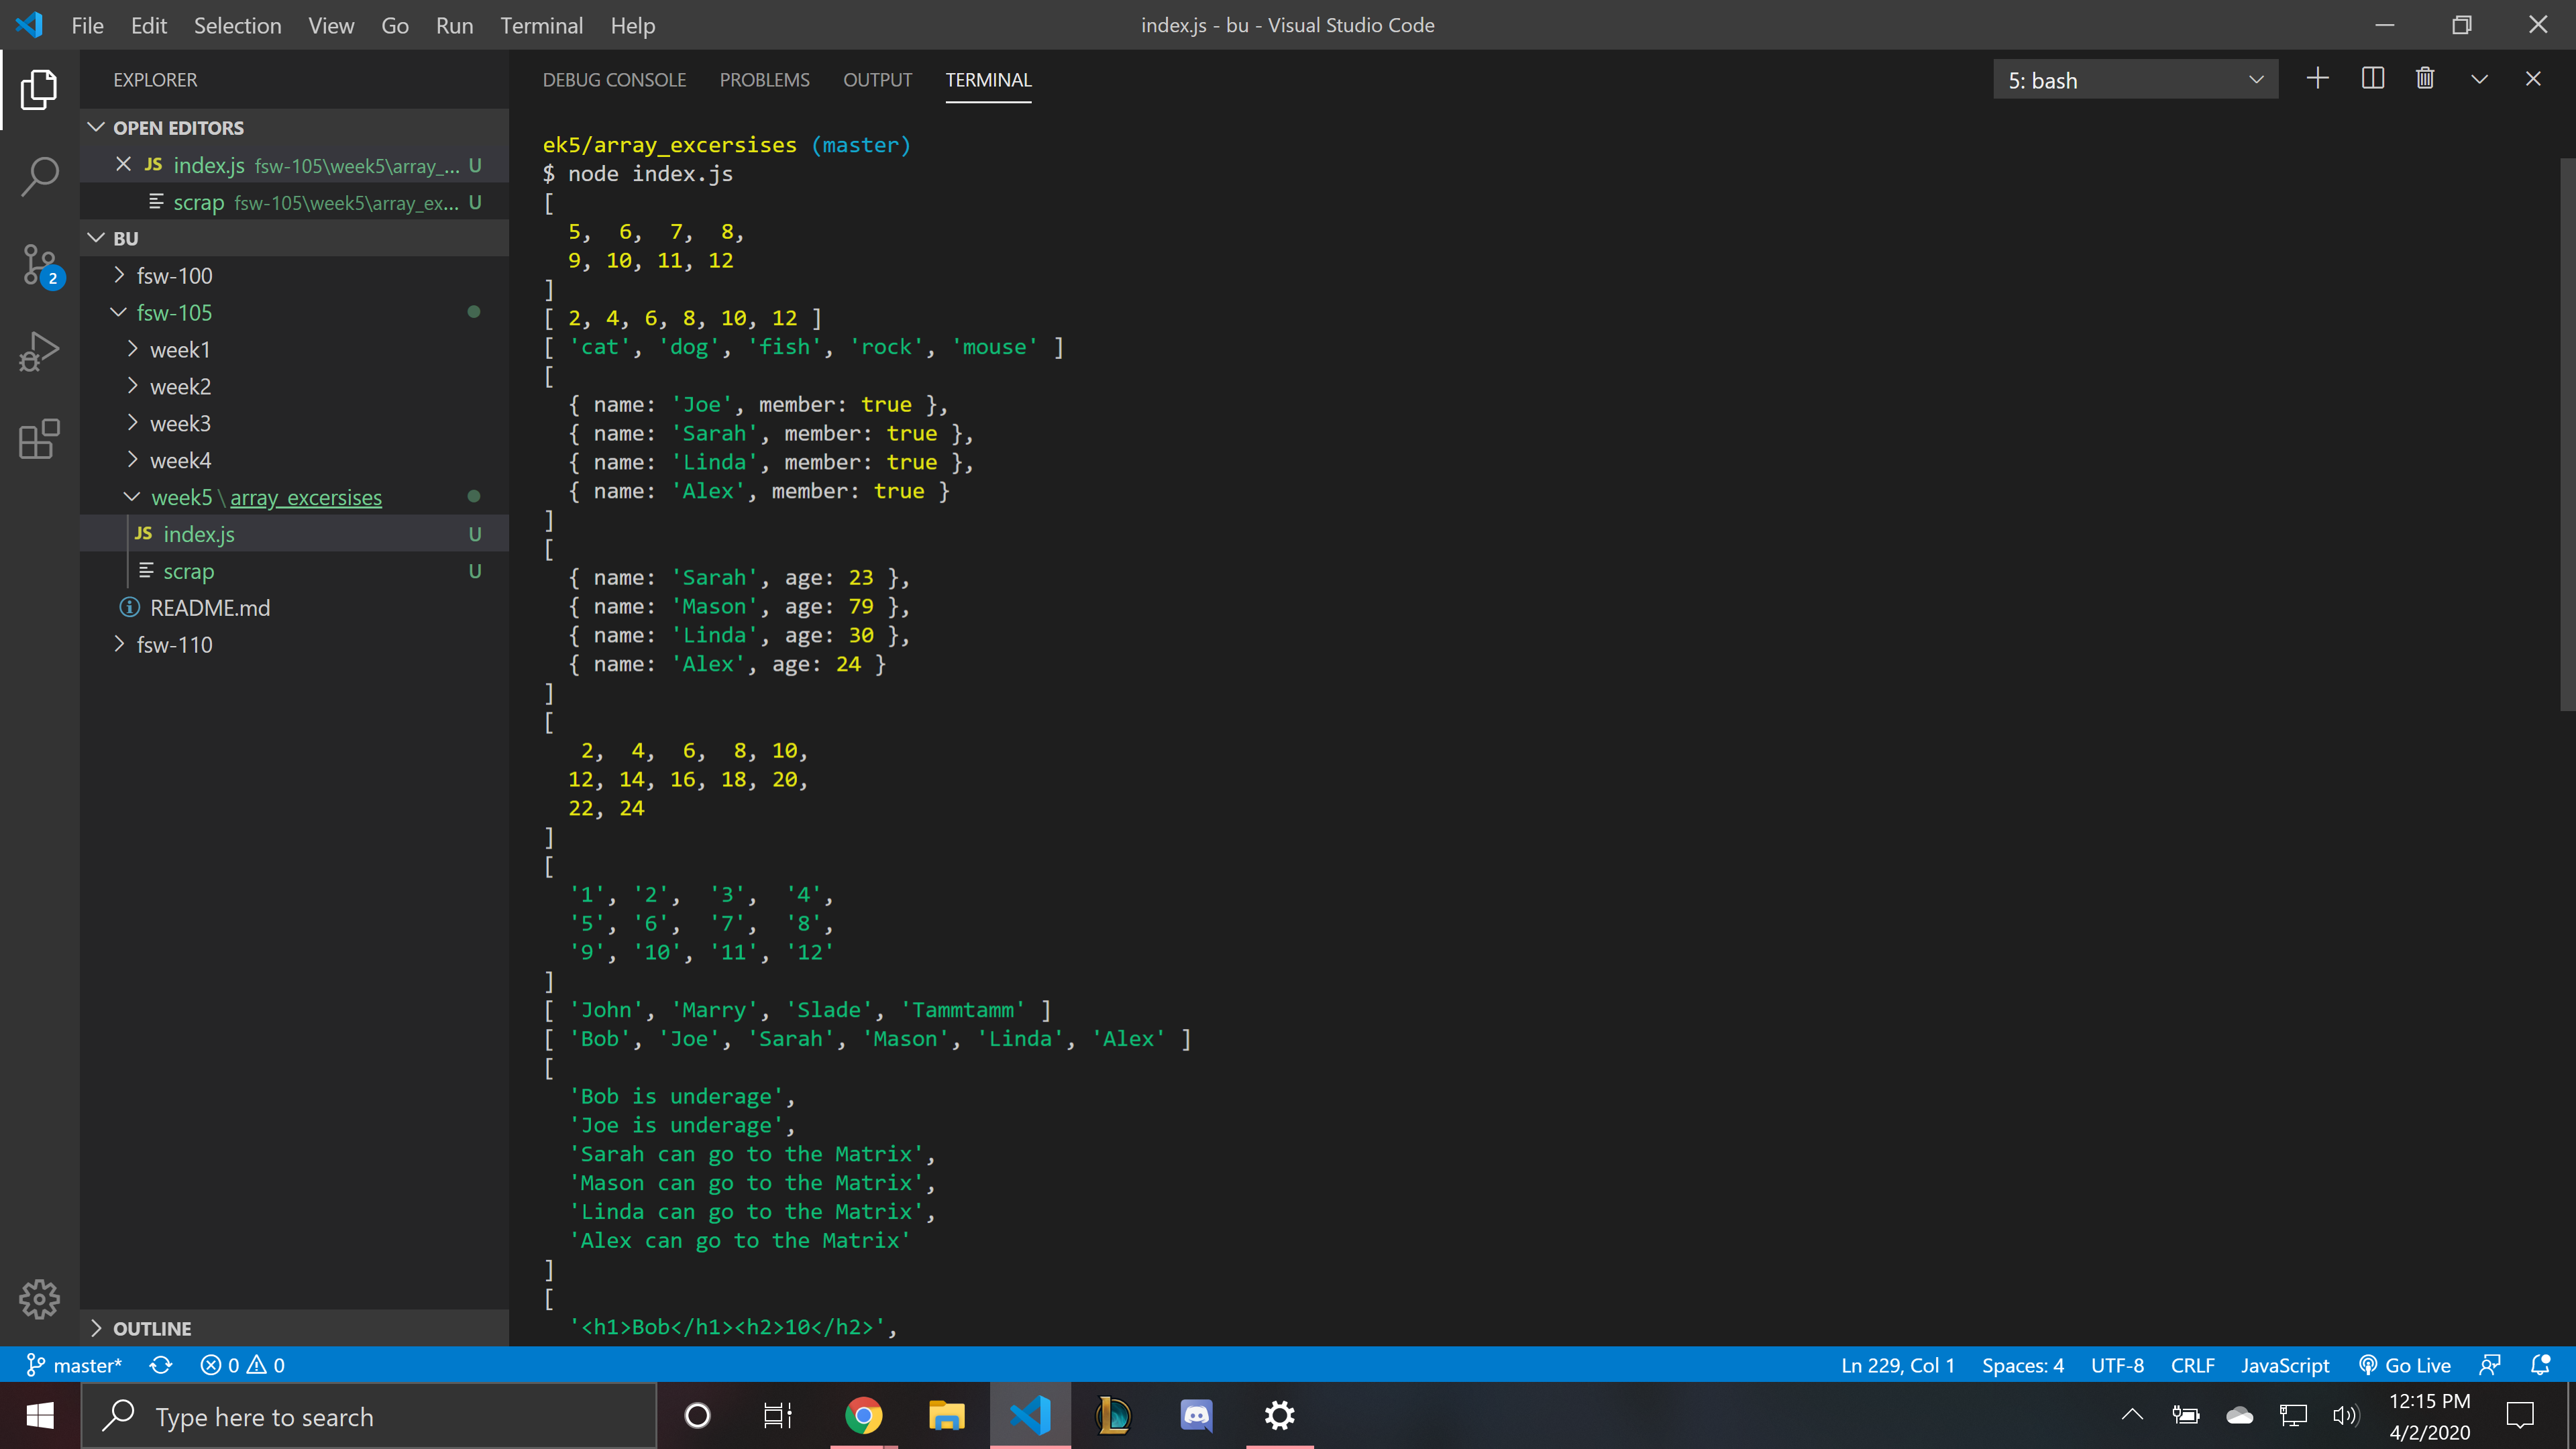 File Edit Selection View Go Run Terminal Help
index.js - bu - Visual Studio Code
EXPLORER
OPEN EDITORS
JS index.js fsw-105\week5\array_... U
scrap fsw-105\week5\array_ex... U
BU
fsw-100
fsw-105
week1
week2
week3
week4
week5 \ array_excersises
JS index.js U
scrap U
README.md
fsw-110
OUTLINE
2
DEBUG CONSOLE PROBLEMS OUTPUT TERMINAL
5: bash
ek5/array_excersises (master)
$ node index.js
[
5, 6, 7, 8,
9, 10, 11, 12
]
[ 2, 4, 6, 8, 10, 12 ]
[ 'cat', 'dog', 'fish', 'rock', 'mouse' ]
[
{ name: 'Joe', member: true },
{ name: 'Sarah', member: true },
{ name: 'Linda', member: true },
{ name: 'Alex', member: true }
]
[
{ name: 'Sarah', age: 23 },
{ name: 'Mason', age: 79 },
{ name: 'Linda', age: 30 },
{ name: 'Alex', age: 24 }
]
[
2, 4, 6, 8, 10,
12, 14, 16, 18, 20,
22, 24
]
[
'1', '2', '3', '4',
'5', '6', '7', '8',
'9', '10', '11', '12'
]
[ 'John', 'Marry', 'Slade', 'Tammtamm' ]
[ 'Bob', 'Joe', 'Sarah', 'Mason', 'Linda', 'Alex' ]
[
'Bob is underage',
'Joe is underage',
'Sarah can go to the Matrix',
'Mason can go to the Matrix',
'Linda can go to the Matrix',
'Alex can go to the Matrix'
]
[
'<h1>Bob</h1><h2>10</h2>',
master* 0 0
Ln 229, Col 1 Spaces: 4 UTF-8 CRLF JavaScript Go Live
Type here to search
12:15 PM
4/2/2020